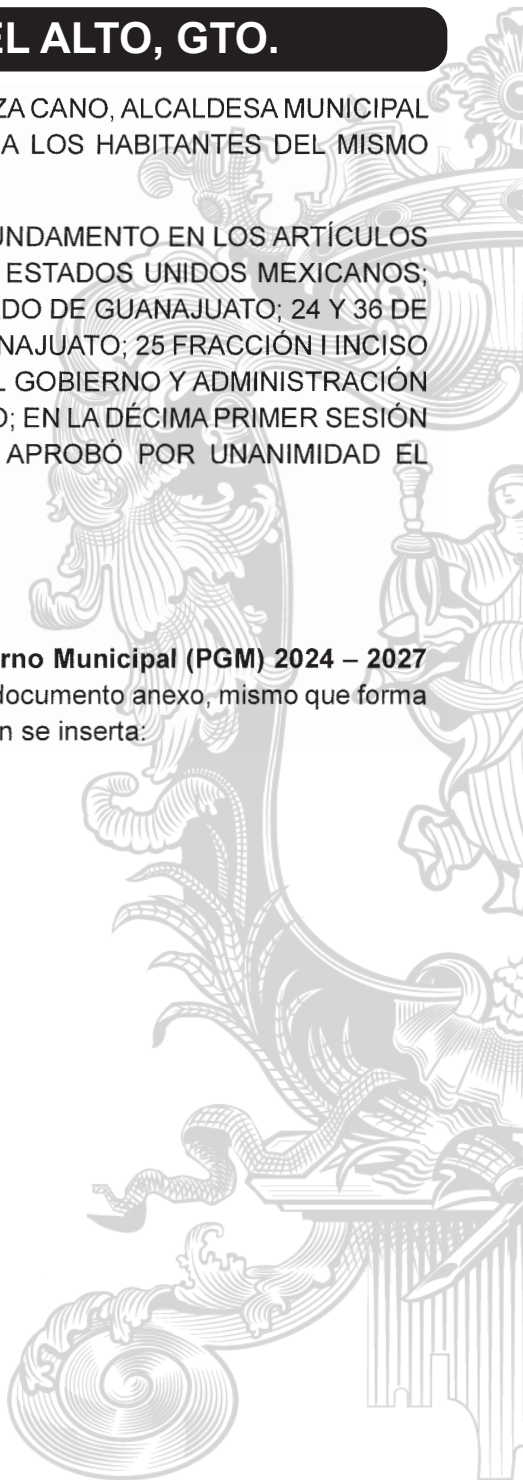 EL ALTO, GTO.
ZA CANO, ALCALDESA MUNICIPAL
A LOS HABITANTES DEL MISMO
UNDAMENTO EN LOS ARTÍCULOS
ESTADOS UNIDOS MEXICANOS;
DO DE GUANAJUATO; 24 Y 36 DE
NAJUATO; 25 FRACCIÓN I INCISO
L GOBIERNO Y ADMINISTRACIÓN
O; EN LA DÉCIMA PRIMER SESIÓN
APROBÓ POR UNANIMIDAD EL
rno Municipal (PGM) 2024 – 2027
documento anexo, mismo que forma
n se inserta: